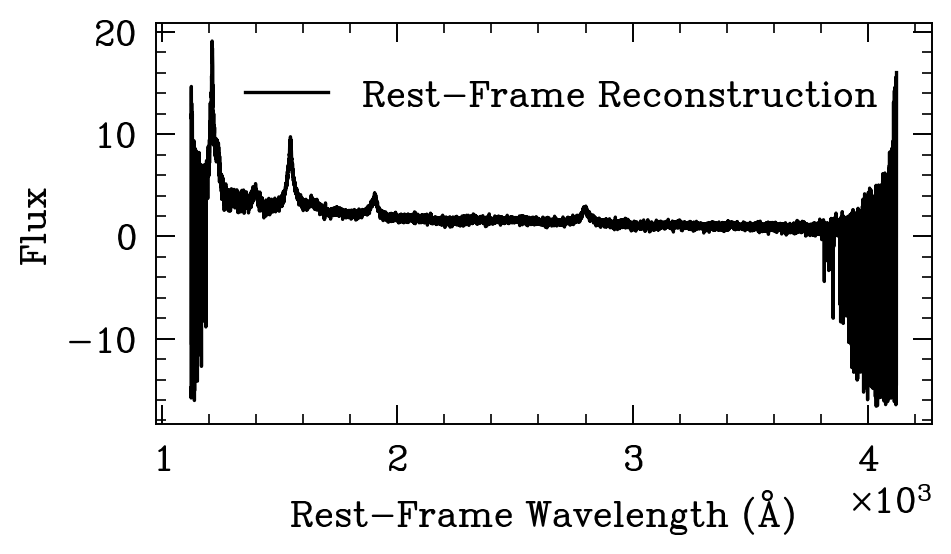 20
Rest−Frame Reconstruction
10
0
−10
Flux
1 2 3 4
×10³
Rest−Frame Wavelength (Å)